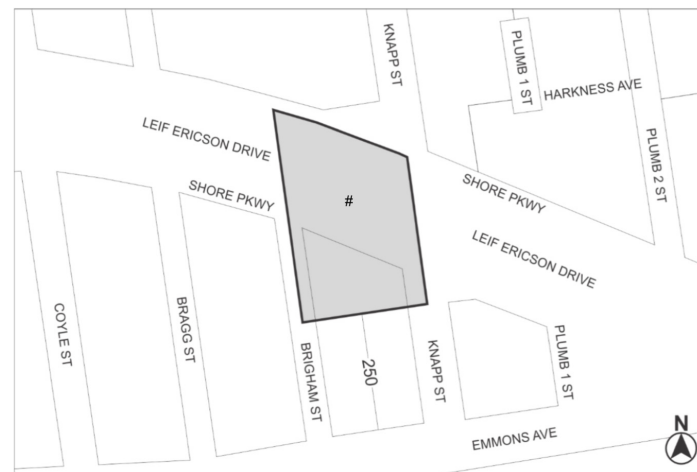 KNAPP ST
PLUMB 1 ST
HARKNESS AVE
LEIF ERICSON DRIVE
PLUMB 2 ST
SHORE PKWY
SHORE PKWY
#
LEIF ERICSON DRIVE
COYLE ST
BRAGG ST
BRIGHAM ST
250
KNAPP ST
PLUMB 1 ST
EMMONS AVE
N